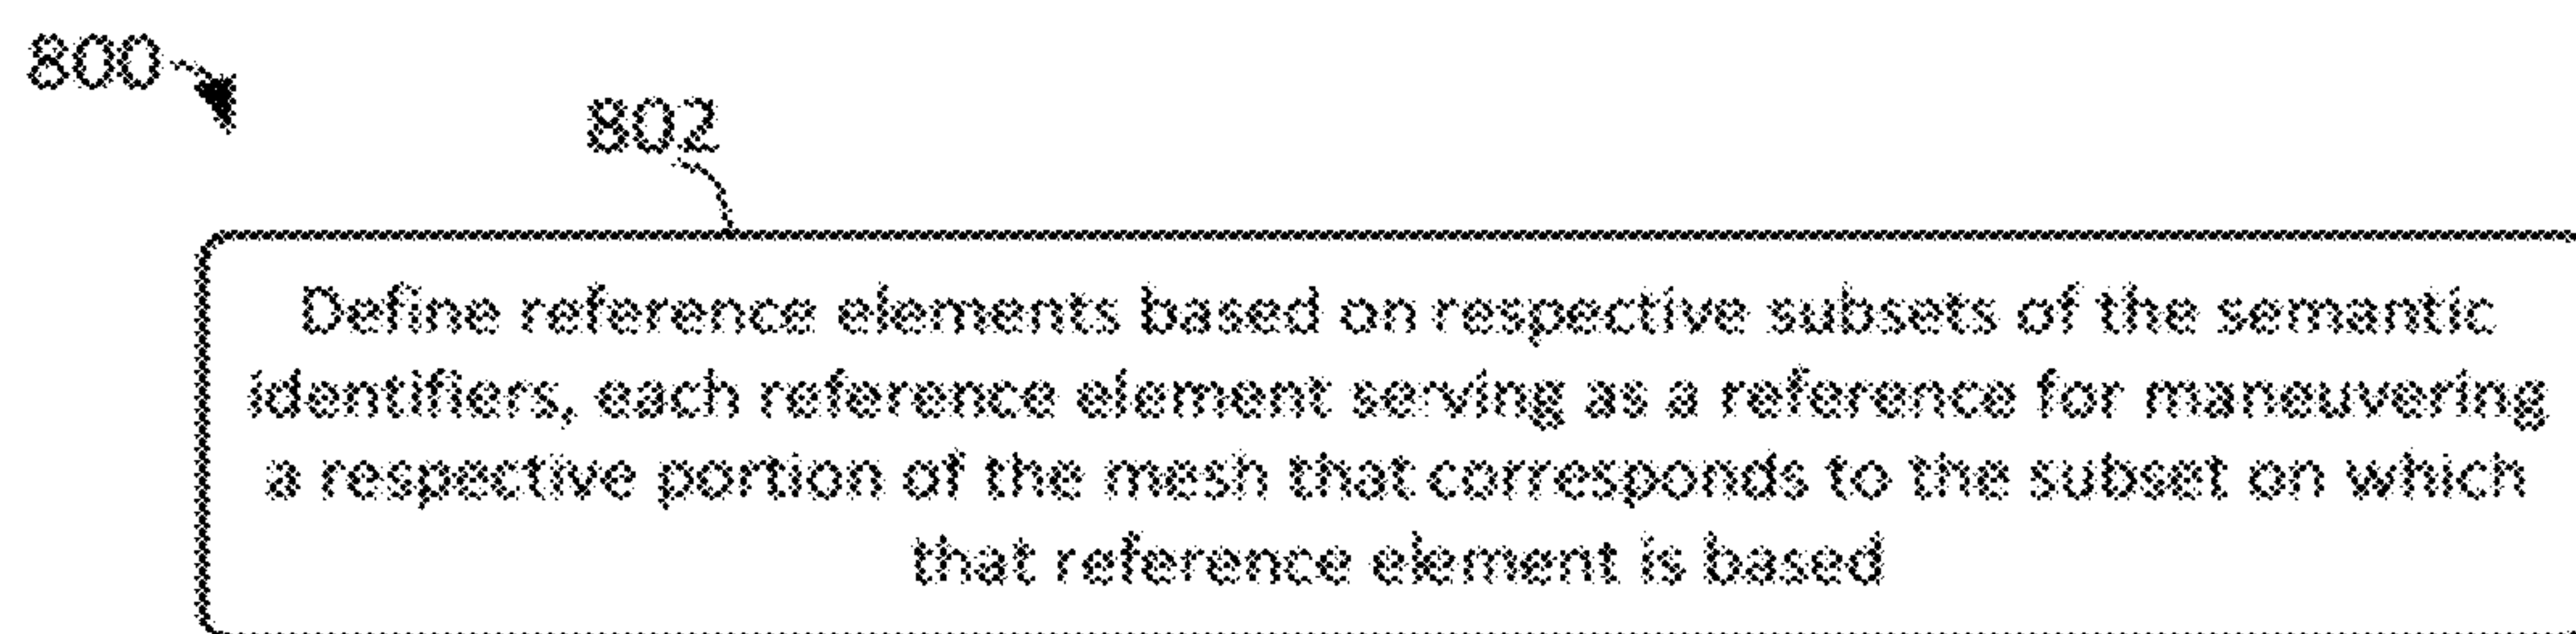 800
802
Define reference elements based on respective subsets of the semantic
identifiers, each reference element serving as a reference for maneuvering
a respective portion of the mesh that corresponds to the subset on which
that reference element is based